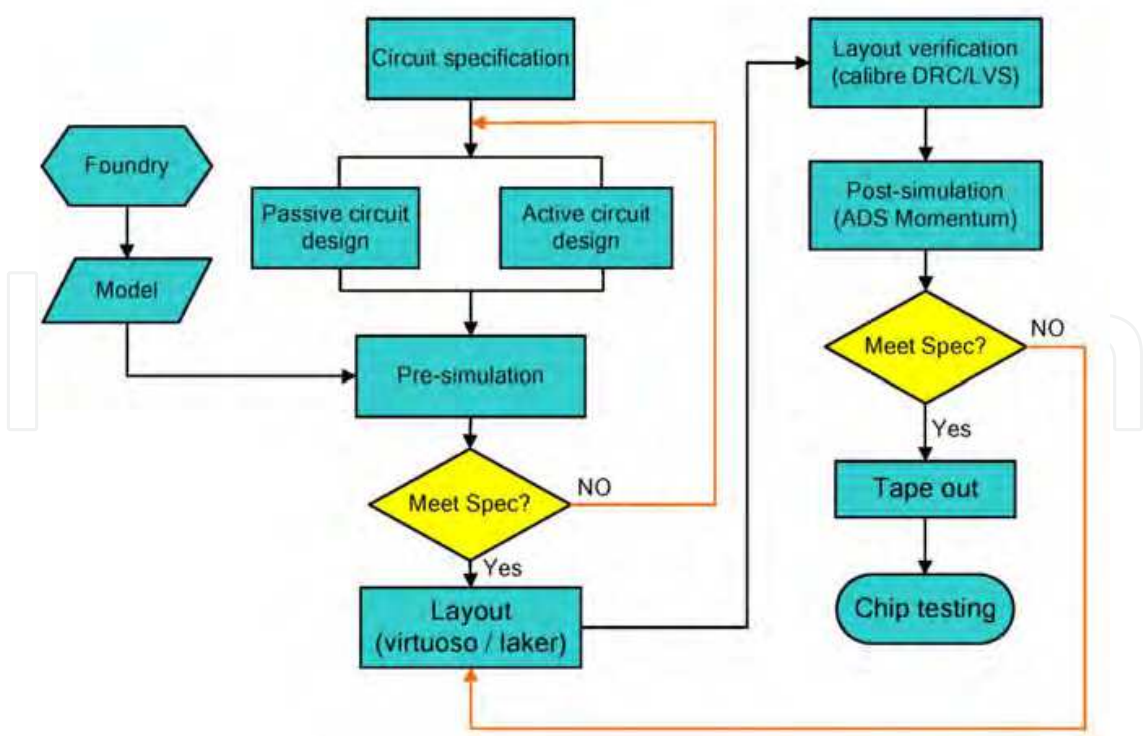 Circuit specification
Foundry
Model
Passive circuit
design
Active circuit
design
Pre-simulation
Meet Spec?
NO
Yes
Layout
(virtuoso / laker)
Layout verification
(calibre DRC/LVS)
Post-simulation
(ADS Momentum)
Meet Spec?
NO
Yes
Tape out
Chip testing